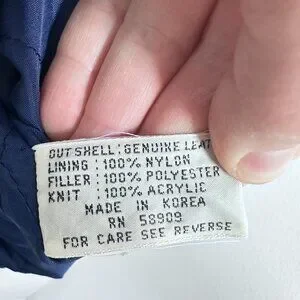 OUTSHELL: GENUINE LEAT
LINING : 100% NYLON
FILLER : 100% POLYESTER
KNIT : 100% ACRYLIC
MADE IN KOREA
RN 58909
FOR CARE SEE REVERSE